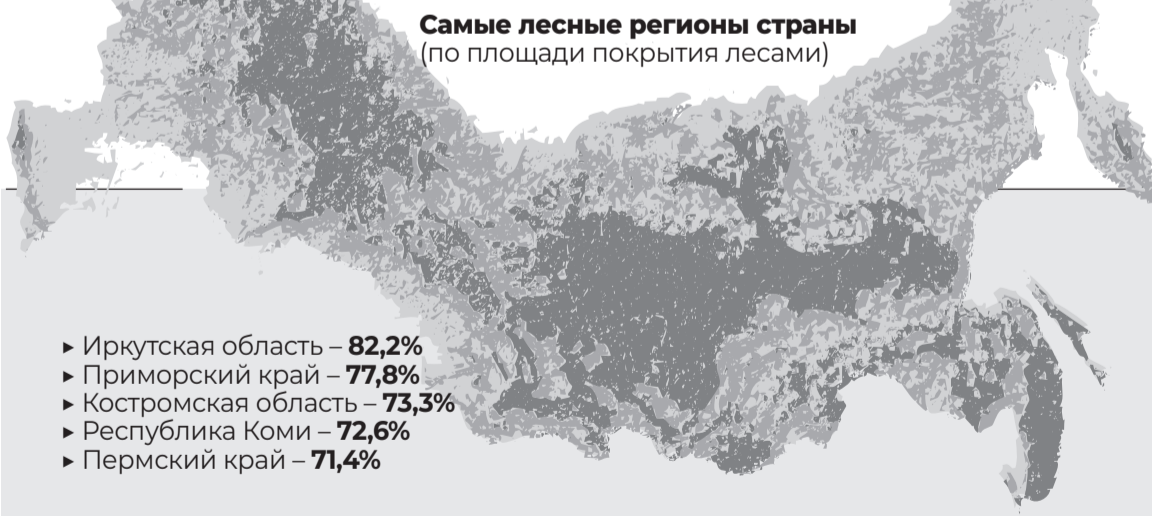 Самые лесные регионы страны
(по площади покрытия лесами)
▸ Иркутская область – 82,2%
▸ Приморский край – 77,8%
▸ Костромская область – 73,3%
▸ Республика Коми – 72,6%
▸ Пермский край – 71,4%